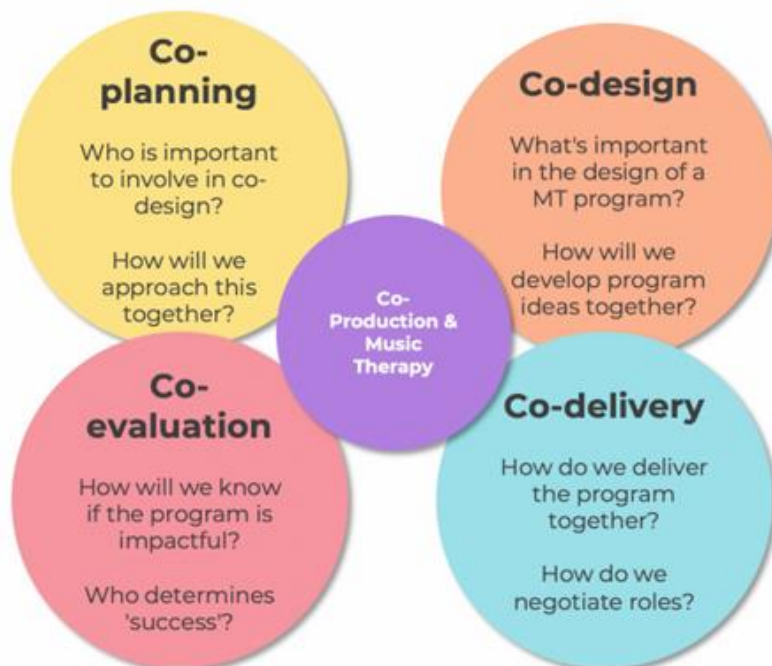 Co-
planning
Who is important
to involve in co-
design?
How will we
approach this
together?
Co-design
What's important
in the design of a
MT program?
How will we
develop program
ideas together?
Co-
Production &
Music
Therapy
Co-
evaluation
How will we know
if the program is
impactful?
Who determines
'success'?
Co-delivery
How do we deliver
the program
together?
How do we
negotiate roles?